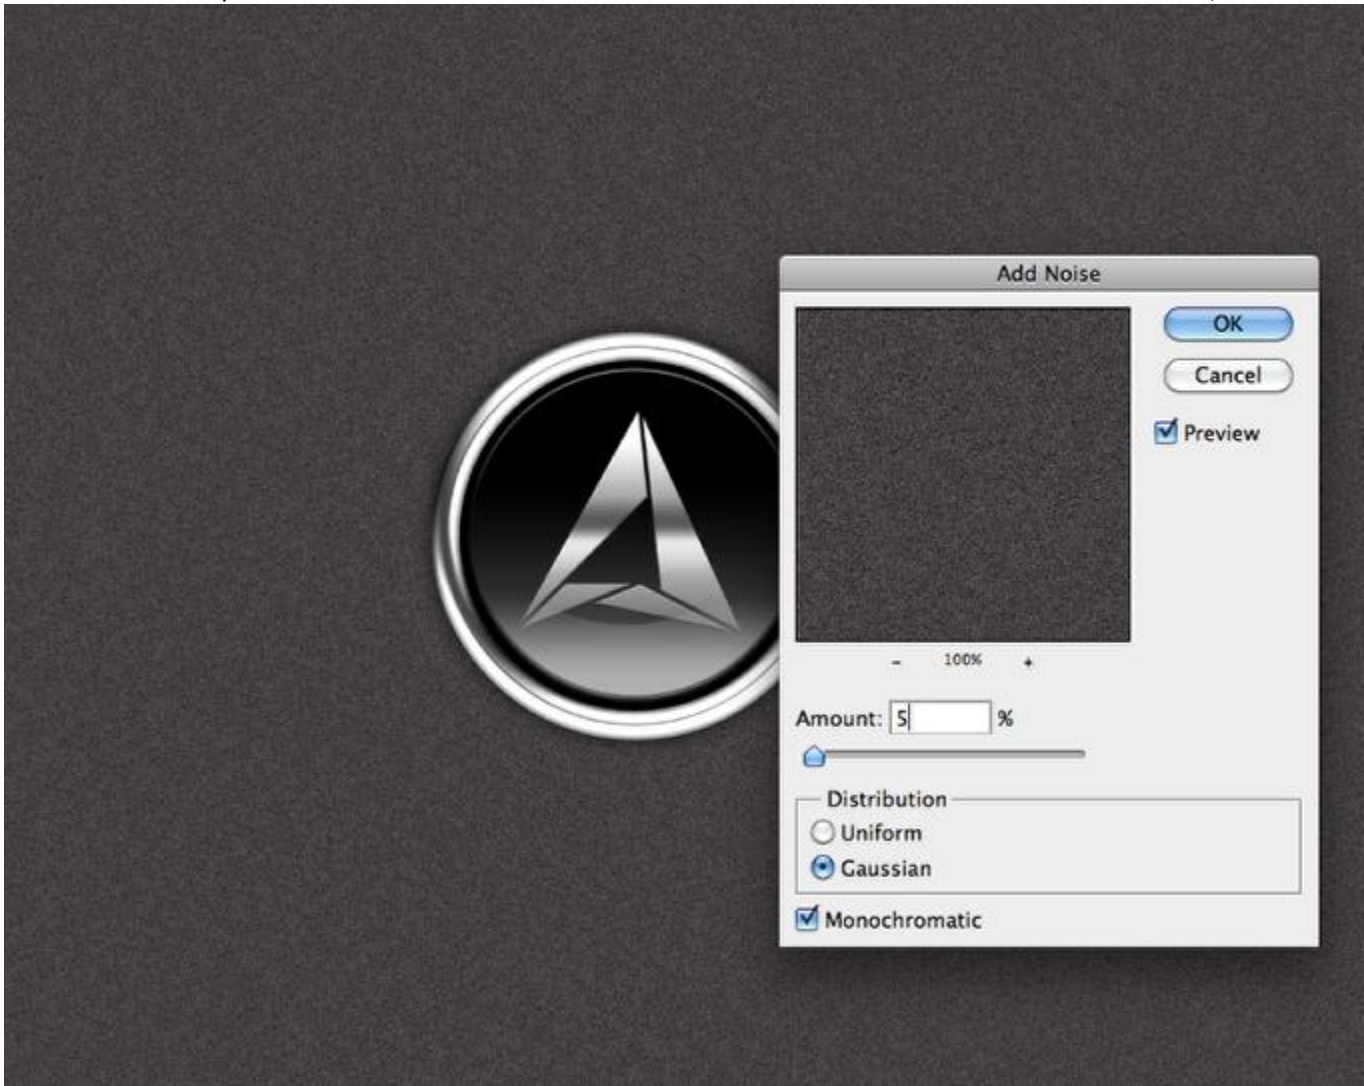 Add Noise
OK
Cancel
Preview
- 100% +
Amount: 5 %
Distribution
Uniform
Gaussian
Monochromatic